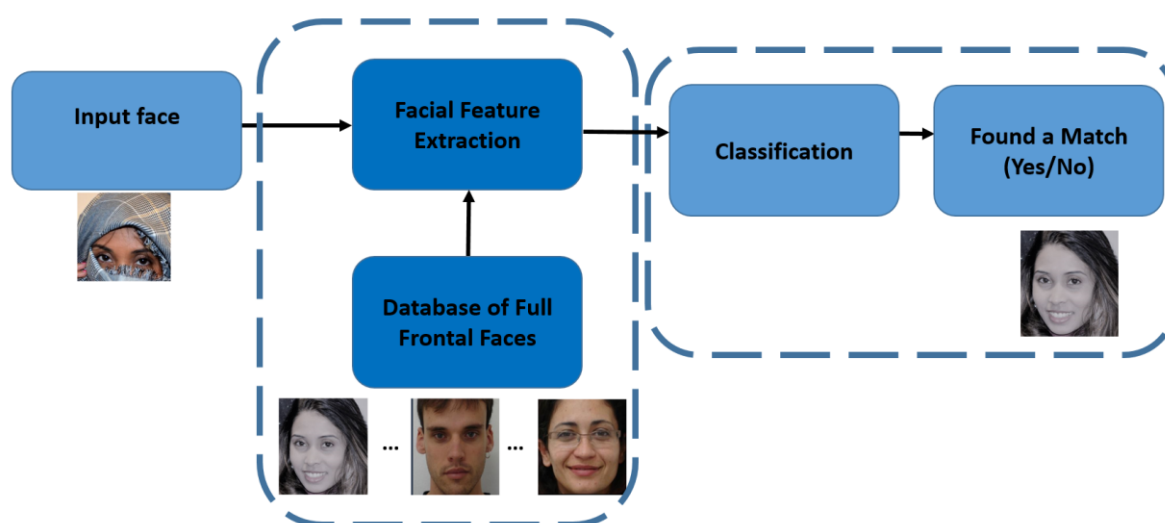 Input face
Facial Feature
Extraction
Database of Full
Frontal Faces
... ...
Classification
Found a Match
(Yes/No)